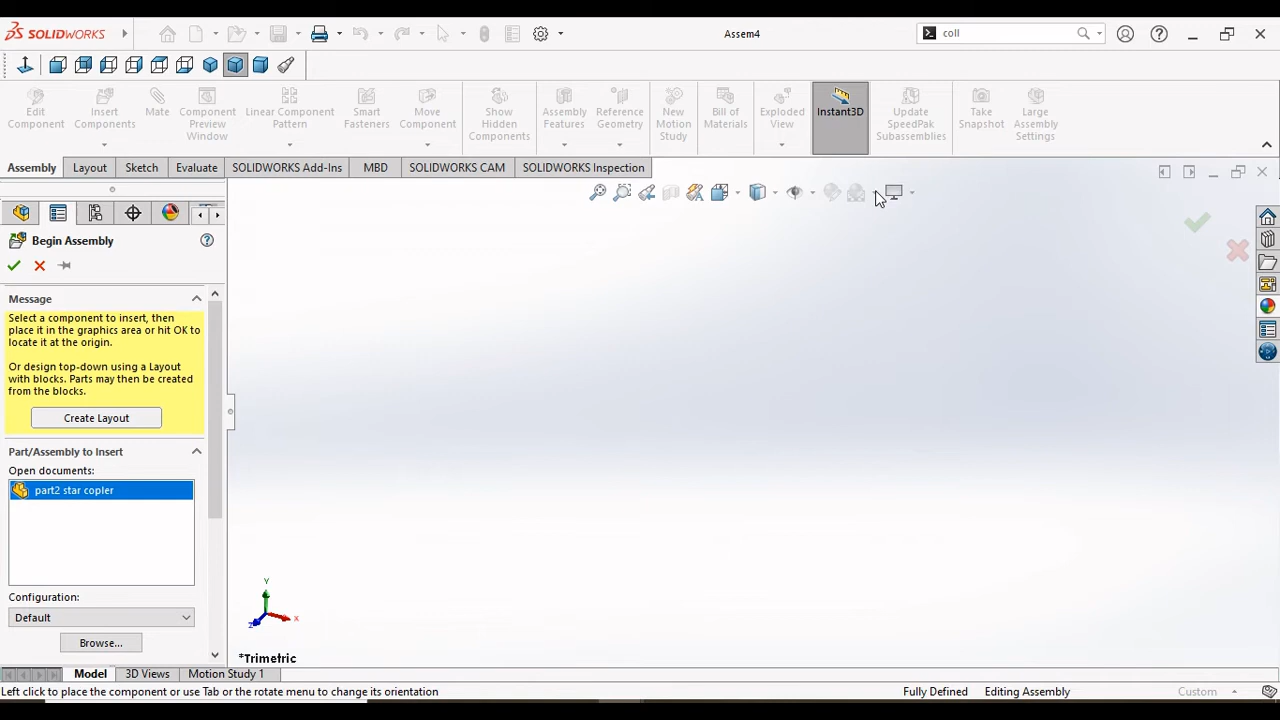 SOLIDWORKS
Assem4
coll
Edit Component
Insert Components
Mate
Component Preview Window
Linear Component Pattern
Smart Fasteners
Move Component
Show Hidden Components
Assembly Features
Reference Geometry
New Motion Study
Bill of Materials
Exploded View
Instant3D
Update SpeedPak Subassemblies
Take Snapshot
Large Assembly Settings
Assembly
Layout
Sketch
Evaluate
SOLIDWORKS Add-Ins
MBD
SOLIDWORKS CAM
SOLIDWORKS Inspection
Begin Assembly
Message
Select a component to insert, then
place it in the graphics area or hit OK to
locate it at the origin.
Or design top-down using a Layout
with blocks. Parts may then be created
from the blocks.
Create Layout
Part/Assembly to Insert
Open documents:
part2 star copler
Configuration:
Default
Browse...
Y
X
Z
*Trimetric
Model
3D Views
Motion Study 1
Left click to place the component or use Tab or the rotate menu to change its orientation
Fully Defined
Editing Assembly
Custom